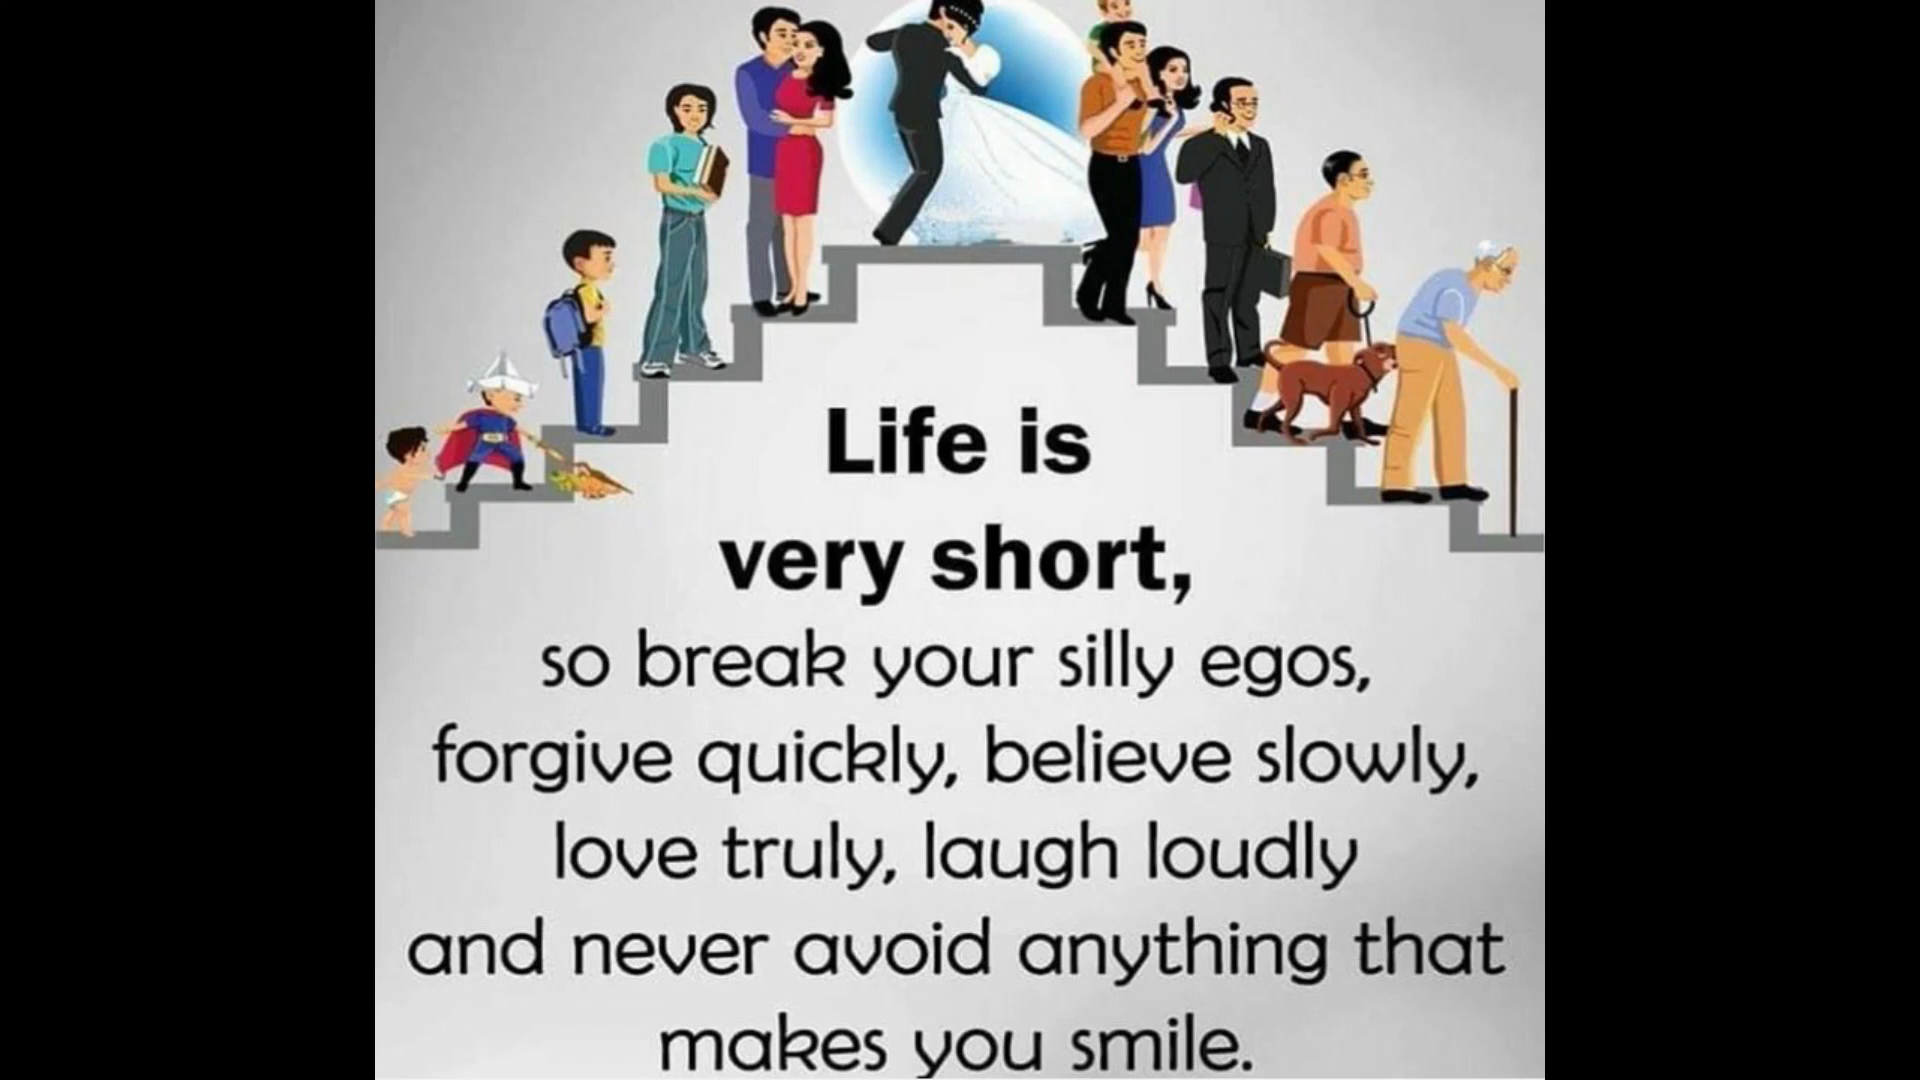 Life is
very short,
so break your silly egos,
forgive quickly, believe slowly,
love truly, laugh loudly
and never avoid anything that
makes you smile.